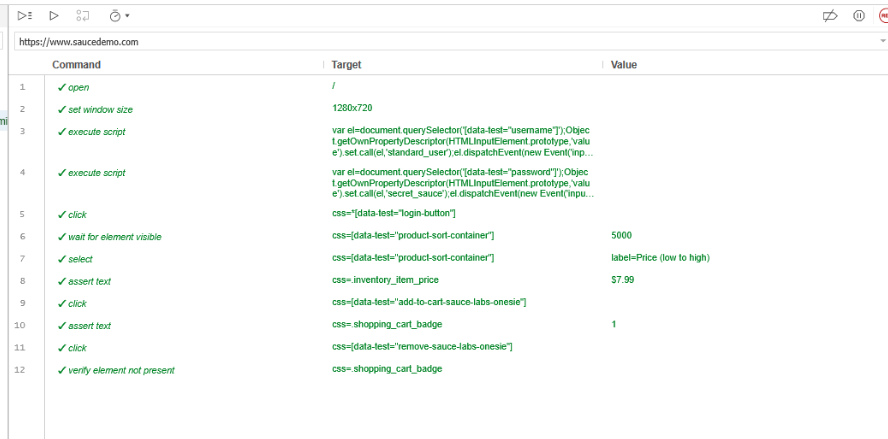 https://www.saucedemo.com
Command Target Value
1 ✓ open /
2 ✓ set window size 1280x720
3 ✓ execute script var el=document.querySelector('[data-test="username"]');Objec
t.getOwnPropertyDescriptor(HTMLInputElement.prototype,'valu
e').set.call(el,'standard_user');el.dispatchEvent(new Event('inp...
4 ✓ execute script var el=document.querySelector('[data-test="password"]');Objec
t.getOwnPropertyDescriptor(HTMLInputElement.prototype,'valu
e').set.call(el,'secret_sauce');el.dispatchEvent(new Event('inpu...
5 ✓ click css=*[data-test="login-button"]
6 ✓ wait for element visible css=[data-test="product-sort-container"] 5000
7 ✓ select css=[data-test="product-sort-container"] label=Price (low to high)
8 ✓ assert text css=.inventory_item_price $7.99
9 ✓ click css=[data-test="add-to-cart-sauce-labs-onesie"]
10 ✓ assert text css=.shopping_cart_badge 1
11 ✓ click css=[data-test="remove-sauce-labs-onesie"]
12 ✓ verify element not present css=.shopping_cart_badge